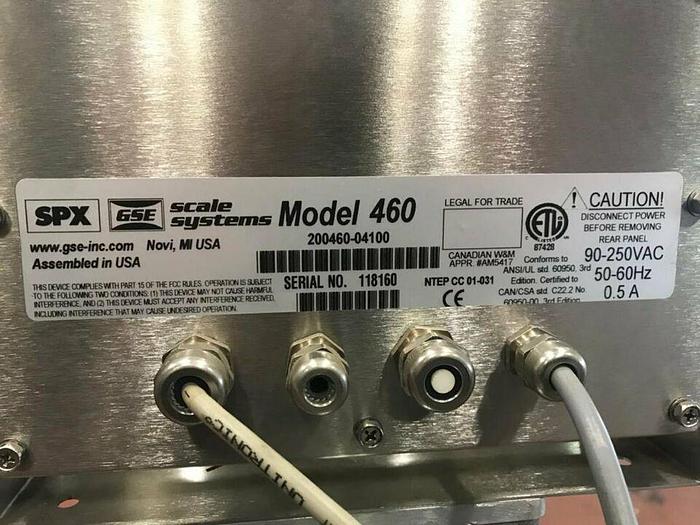 SPX GSE scale systems Model 460
www.gse-inc.com Novi, MI USA
Assembled in USA
200460-04100
SERIAL NO. 118160
THIS DEVICE COMPLIES WITH PART 15 OF THE FCC RULES. OPERATION IS SUBJECT
TO THE FOLLOWING TWO CONDITIONS: (1) THIS DEVICE MAY NOT CAUSE HARMFUL
INTERFERENCE, AND (2) THIS DEVICE MUST ACCEPT ANY INTERFERENCE RECEIVED,
INCLUDING INTERFERENCE THAT MAY CAUSE UNDESIRED OPERATION.
LEGAL FOR TRADE
CANADIAN W&M
APPR. #AM5417
NTEP CC 01-031
CE
C ETL
87428
Conforms to
ANSI/UL std 60950, 3rd
Edition. Certified to
CAN/CSA std C22.2 No.
60950-00, 3rd Edition
! CAUTION!
DISCONNECT POWER
BEFORE REMOVING
REAR PANEL
90-250VAC
50-60Hz
0.5 A
UNITRONICS